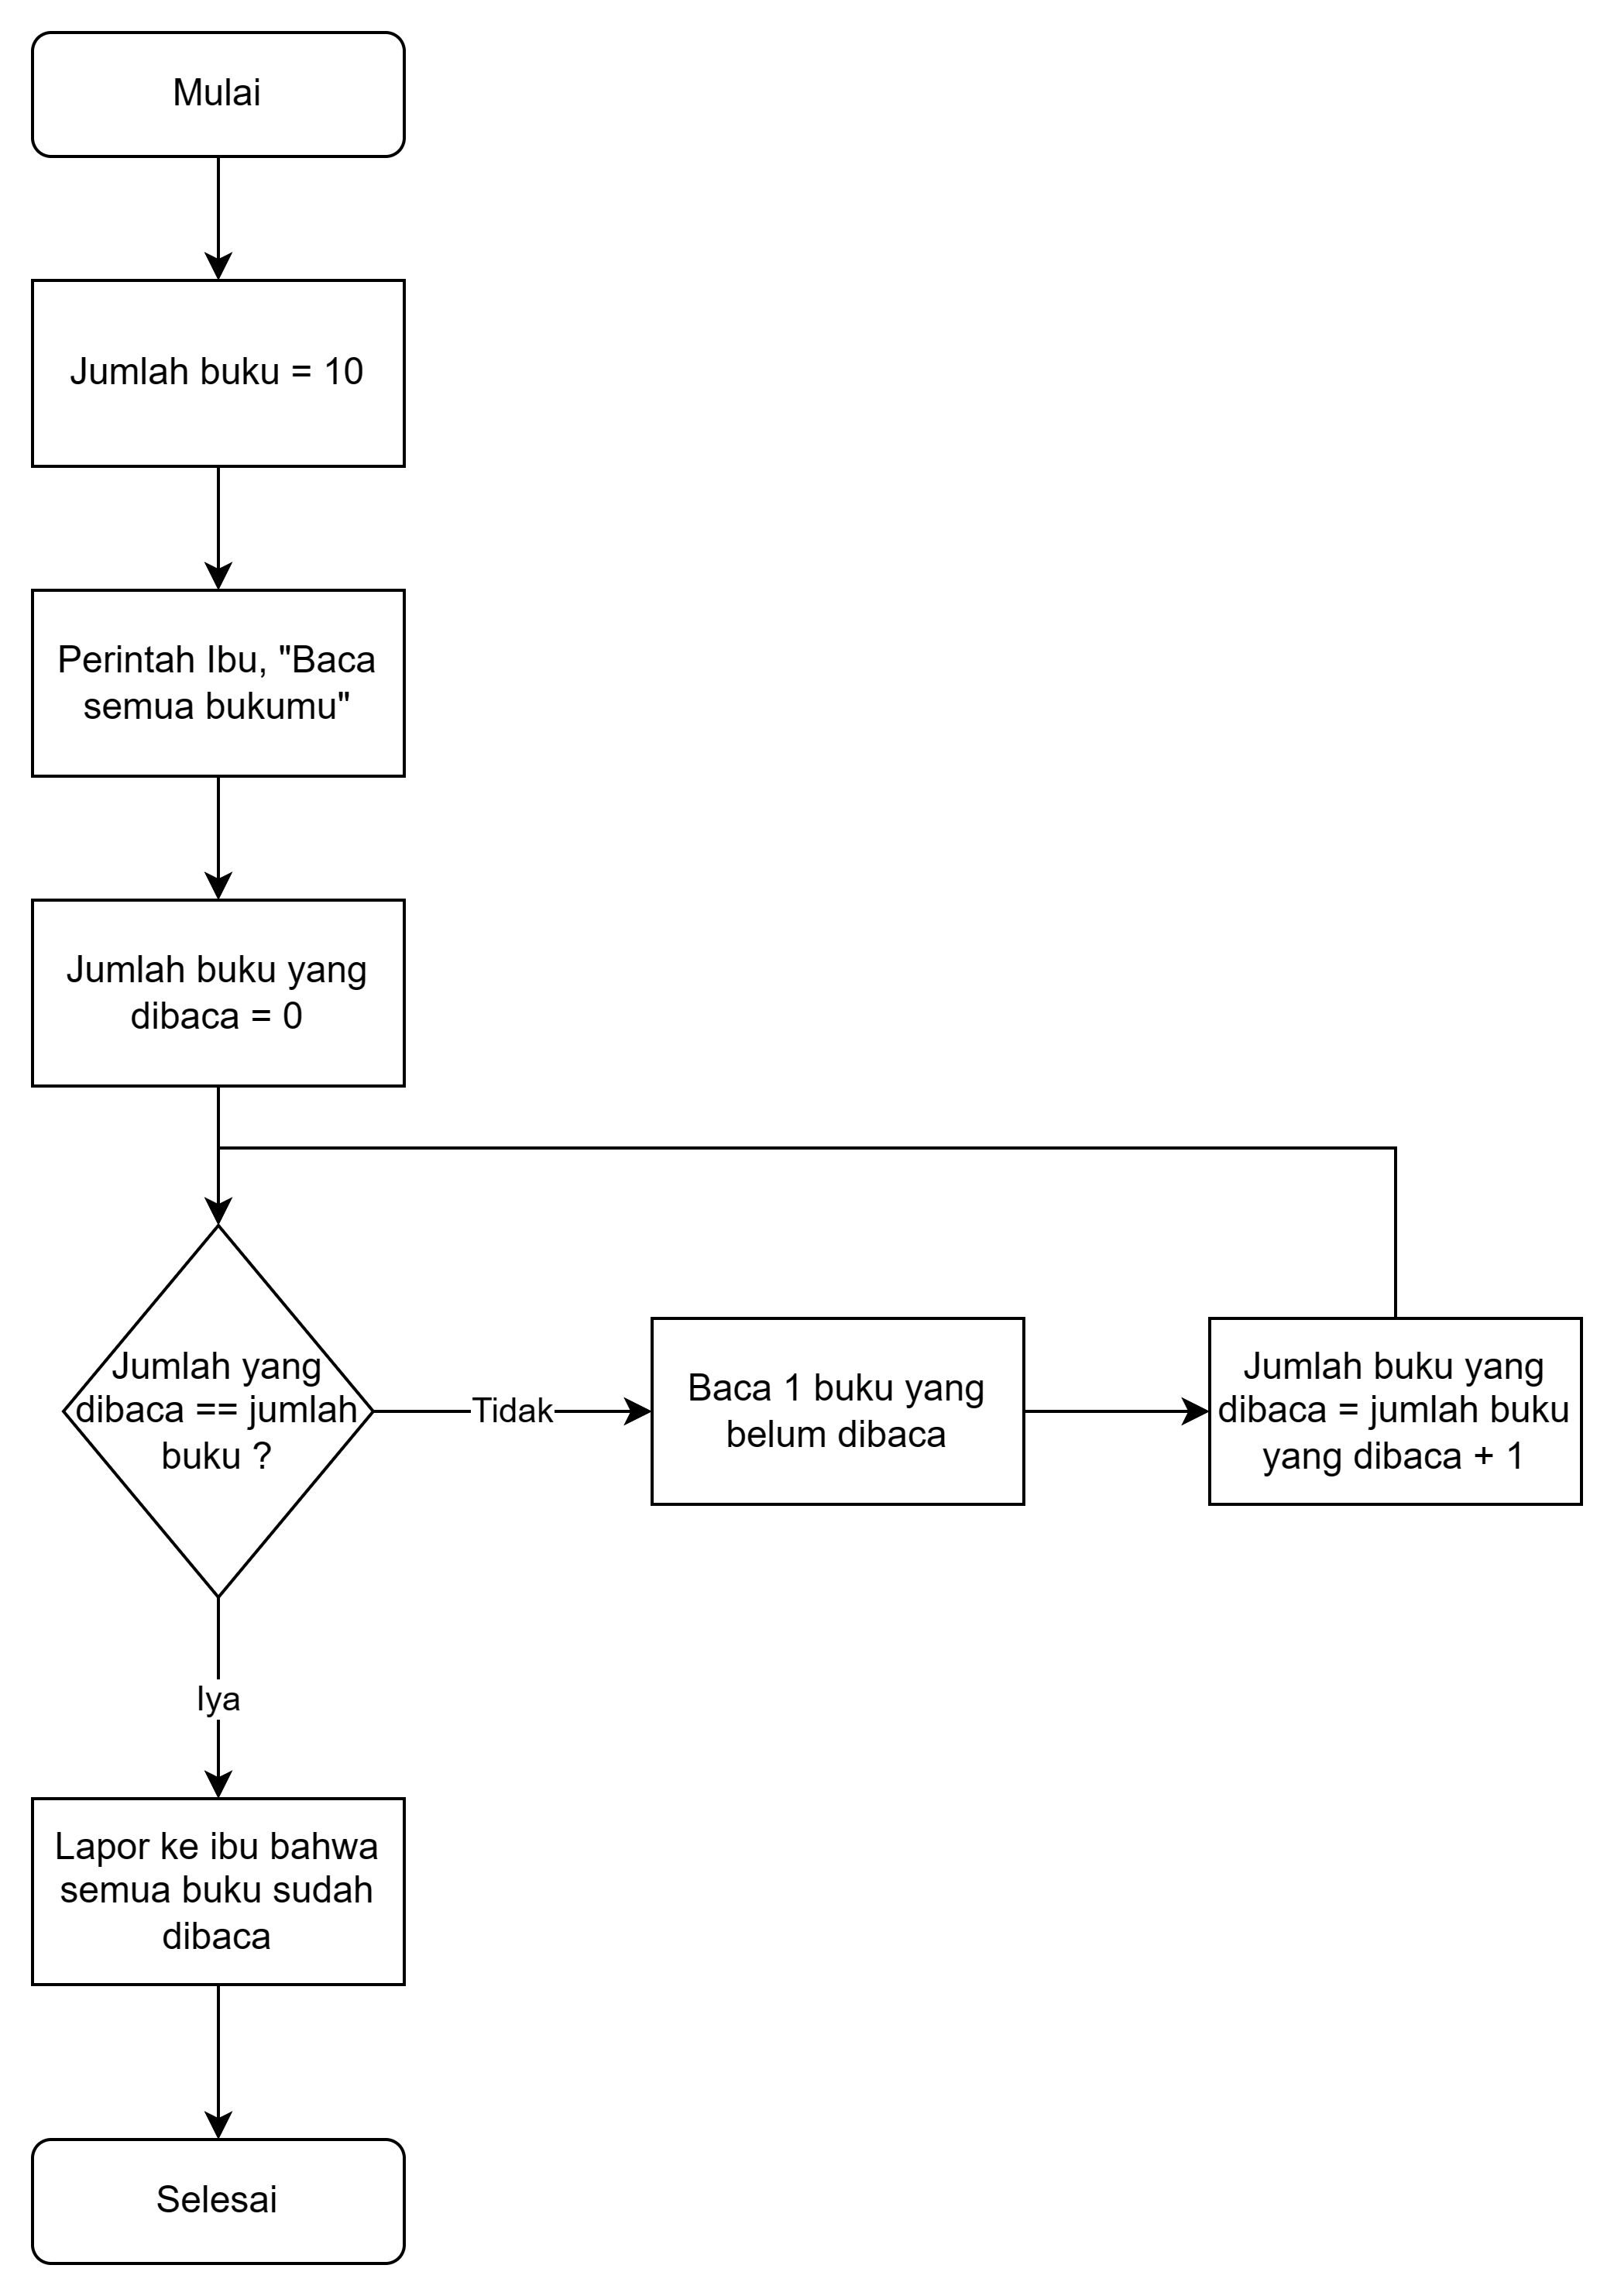 Mulai
Jumlah buku = 10
Perintah Ibu, "Baca
semua bukumu"
Jumlah buku yang
dibaca = 0
Jumlah yang
dibaca == jumlah
buku ?
Tidak
Baca 1 buku yang
belum dibaca
Jumlah buku yang
dibaca = jumlah buku
yang dibaca + 1
Iya
Lapor ke ibu bahwa
semua buku sudah
dibaca
Selesai